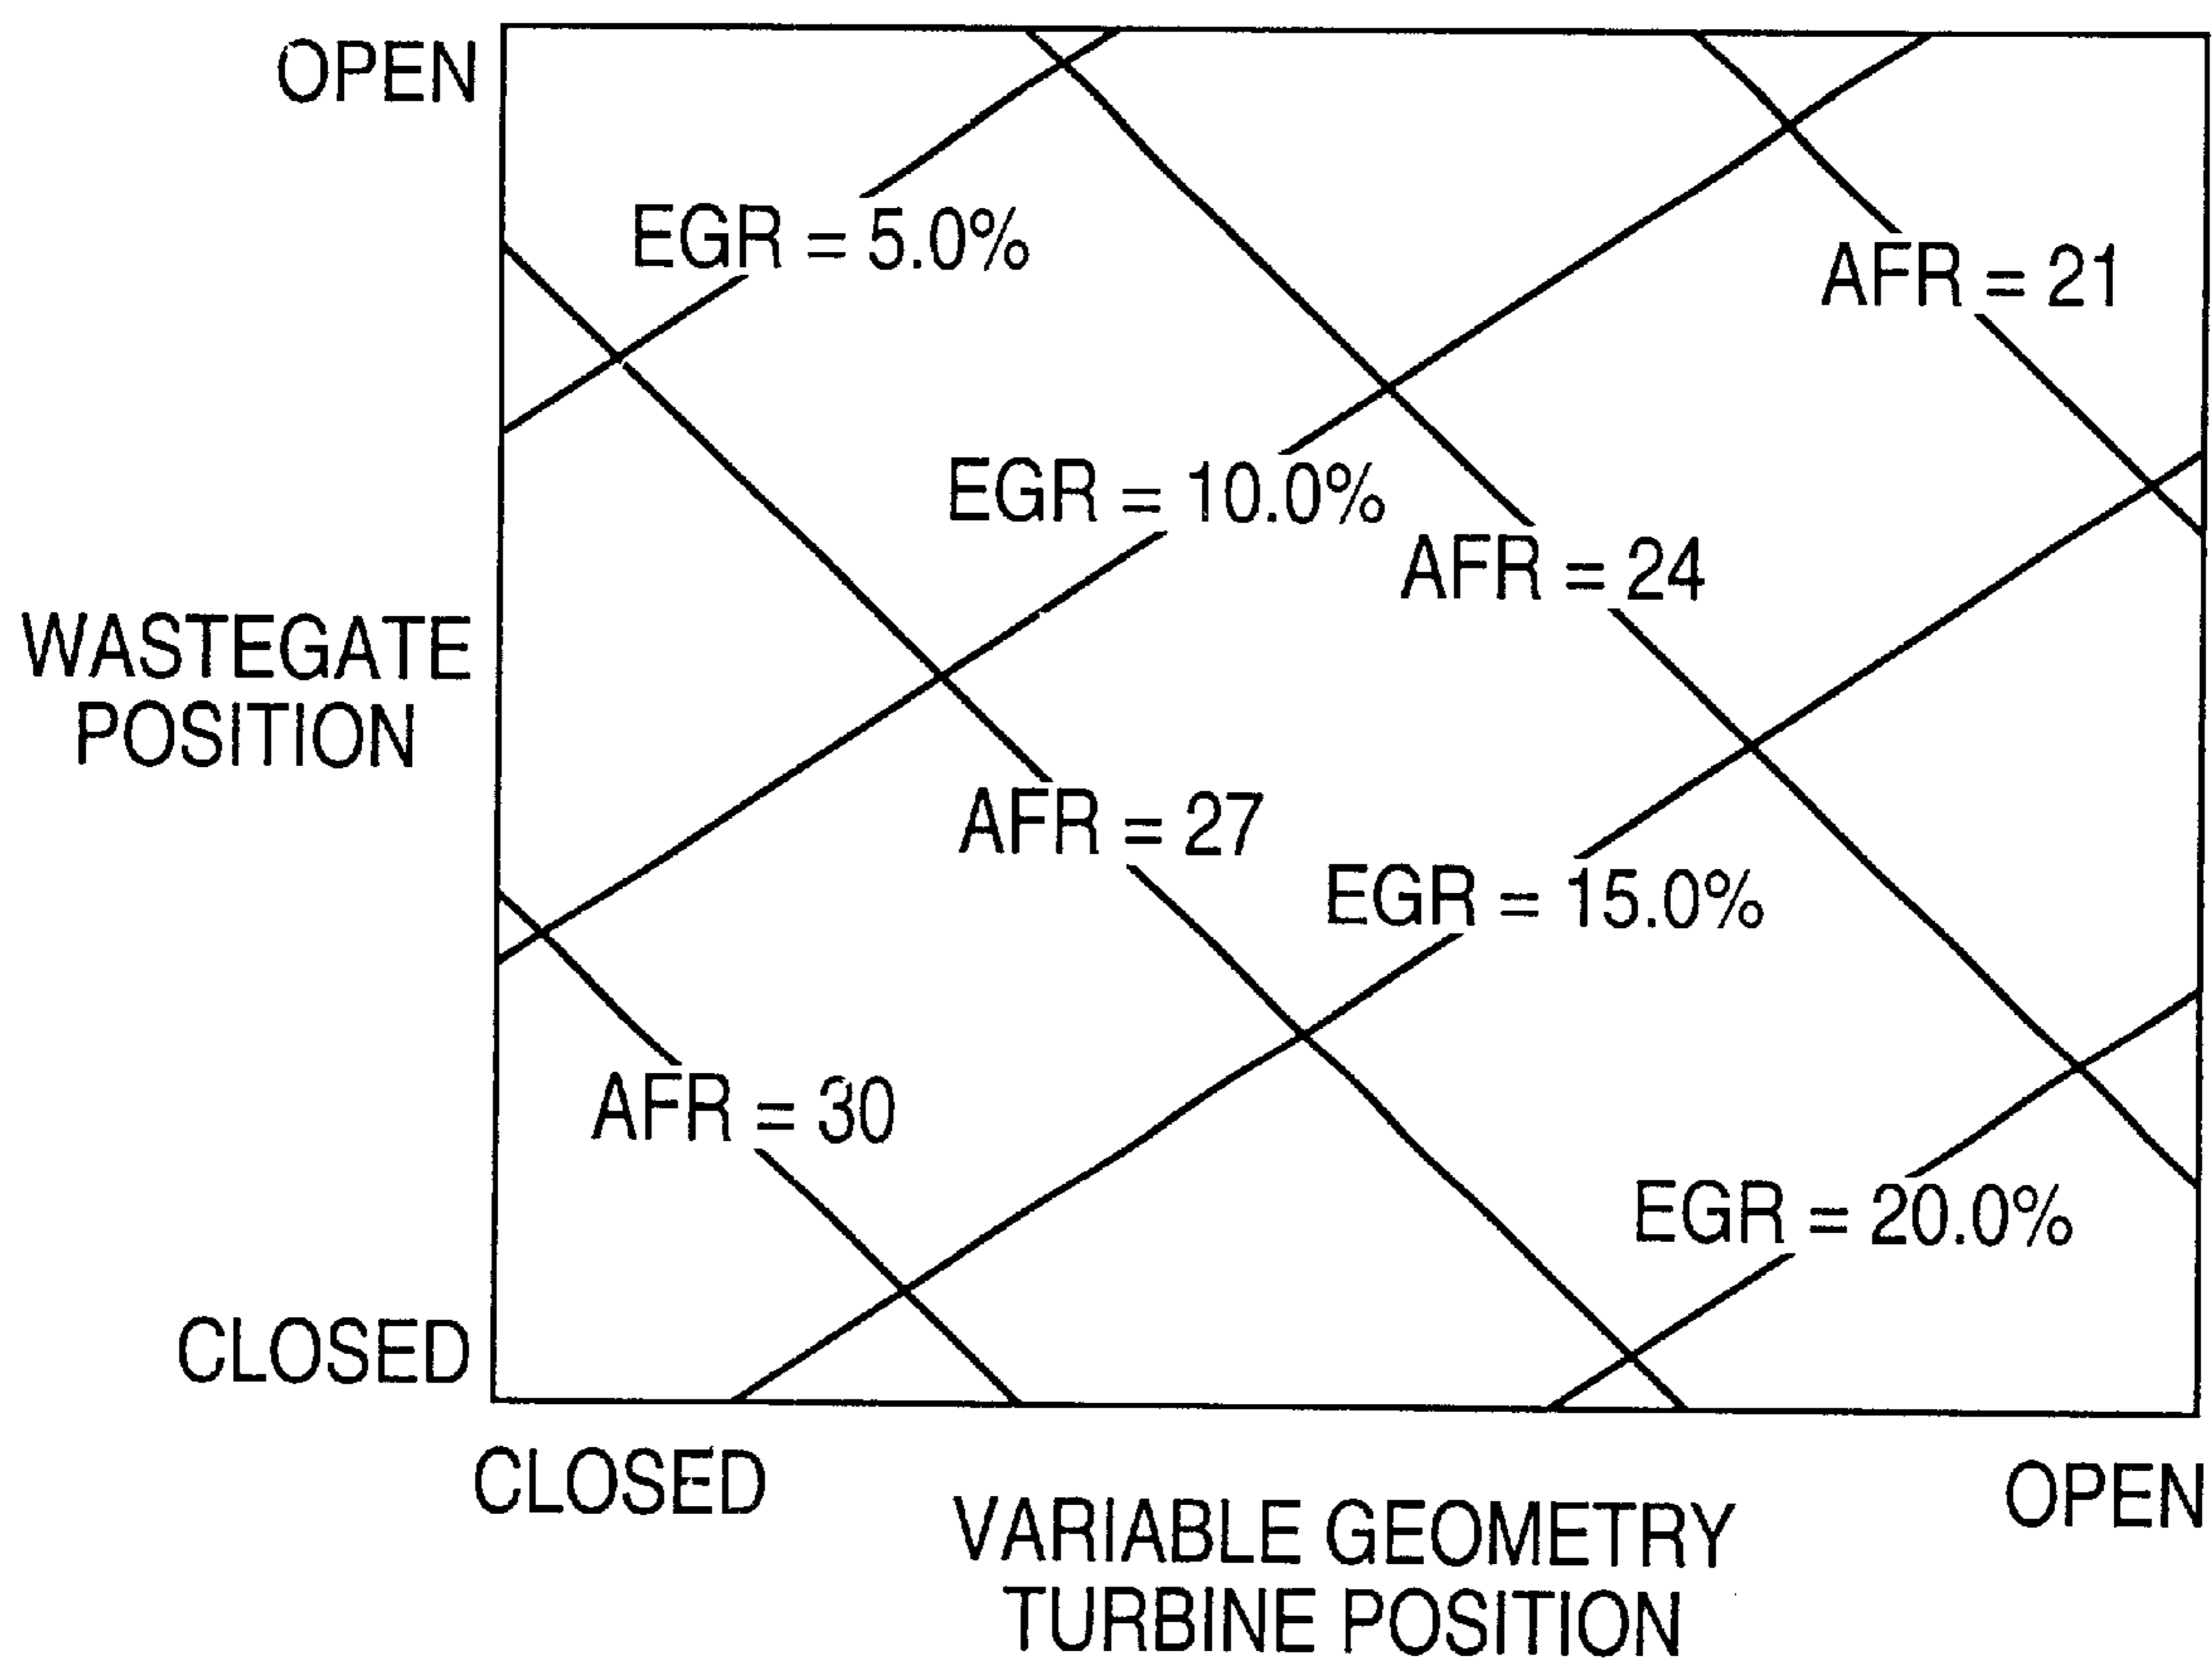 OPEN
EGR = 5.0%
AFR = 21
EGR = 10.0%
AFR = 24
WASTEGATE
POSITION
AFR = 27
EGR = 15.0%
AFR = 30
EGR = 20.0%
CLOSED
CLOSED
OPEN
VARIABLE GEOMETRY
TURBINE POSITION